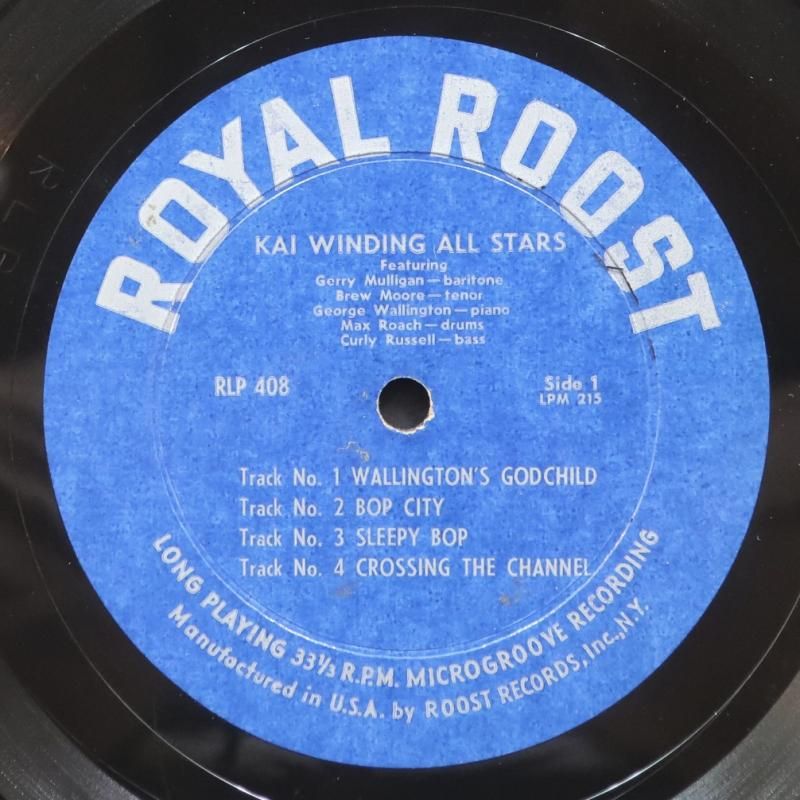 ROYAL ROOST
KAI WINDING ALL STARS
Featuring
Gerry Mulligan—baritone
Brew Moore—tenor
George Wallington—piano
Max Roach—drums
Curly Russell—bass
RLP 408
Side 1
LPM 215
Track No. 1 WALLINGTON'S GODCHILD
Track No. 2 BOP CITY
Track No. 3 SLEEPY BOP
Track No. 4 CROSSING THE CHANNEL
LONG PLAYING 33⅓ R.P.M. MICROGROOVE RECORDING
Manufactured in U.S.A. by ROOST RECORDS, Inc., N.Y.